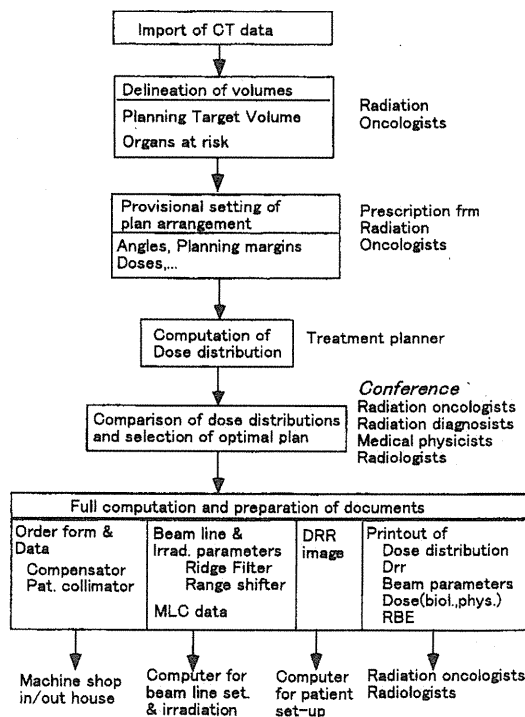 Import of CT data
Delineation of volumes
Planning Target Volume
Organs at risk
Radiation
Oncologists
Provisional setting of
plan arrangement
Angles, Planning margins
Doses,...
Prescription frm
Radiation
Oncologists
Computation of
Dose distribution
Treatment planner
Comparison of dose distributions
and selection of optimal plan
Conference
Radiation oncologists
Radiation diagnosists
Medical physicists
Radiologists
Full computation and preparation of documents
Order form &
Data
Compensator
Pat. collimator
Beam line &
Irrad. parameters
Ridge Filter
Range shifter
MLC data
DRR
image
Printout of
Dose distribution
Drr
Beam parameters
Dose(biol.,phys.)
RBE
Machine shop
in/out house
Computer for
beam line set.
& irradiation
Computer
for patient
set-up
Radiation oncologists
Radiologists